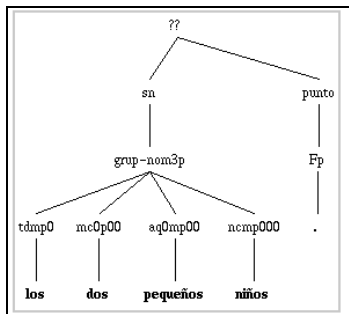 ??
sn punto
grup-nom3p Fp
tdmp0 mc0p00 aq0mp00 ncmp000 .
los dos pequeños niños